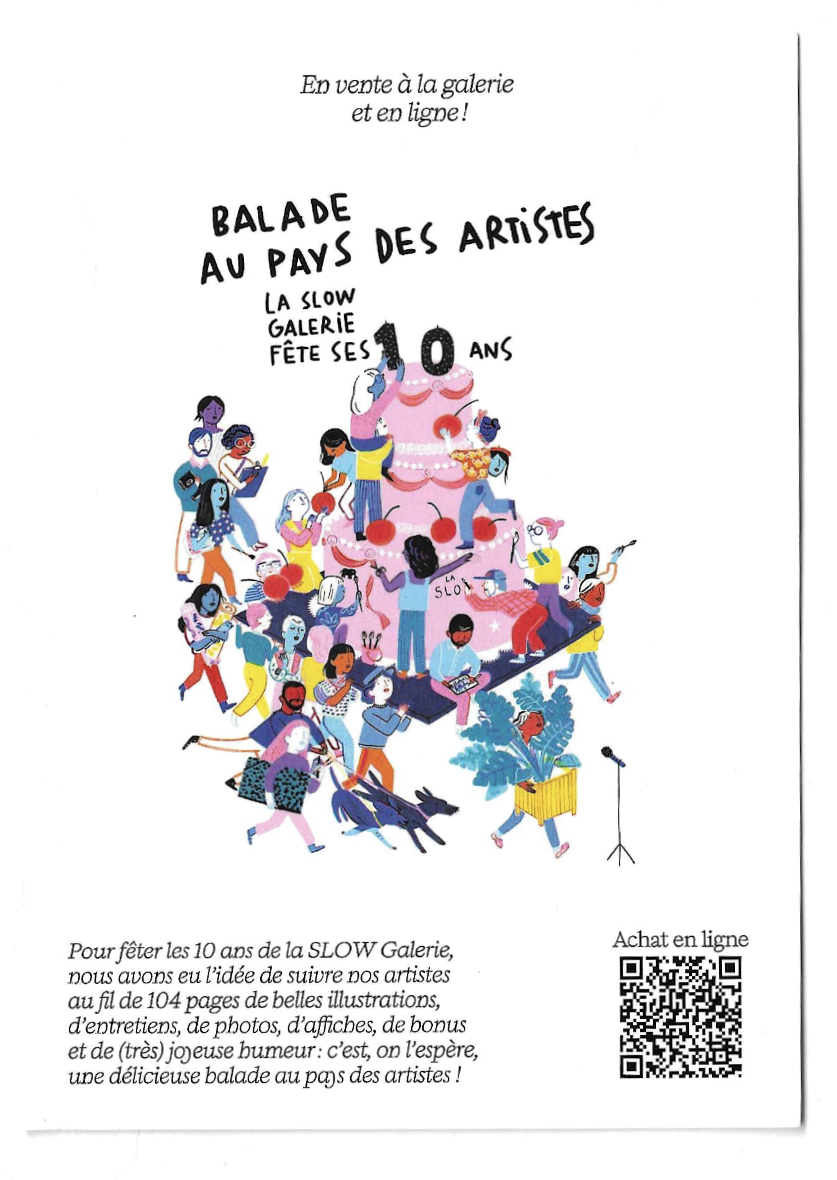 En vente à la galerie
et en ligne !
BALADE
AU PAYS DES ARTiSTES
LA SLOW
GALERiE
FÊTE SES 10 ANS
LA
SLO
Pour fêter les 10 ans de la SLOW Galerie,
nous avons eu l'idée de suivre nos artistes
au fil de 104 pages de belles illustrations,
d'entretiens, de photos, d'affiches, de bonus
et de (très) joyeuse humeur : c'est, on l'espère,
une délicieuse balade au pays des artistes !
Achat en ligne